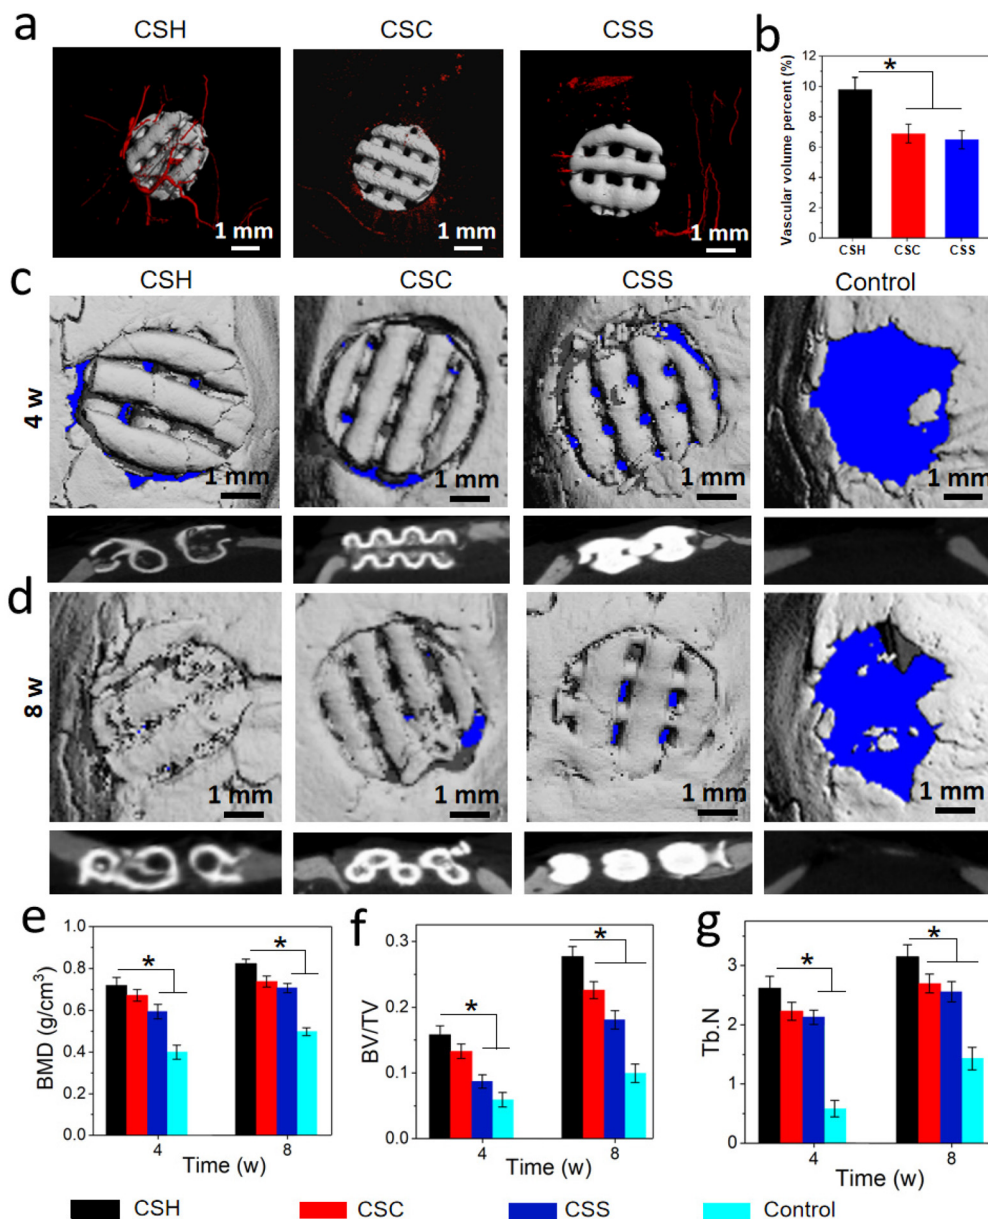 a
CSH
CSC
CSS
1 mm
1 mm
1 mm
b
Vascular volume percent (%)
12
10
8
6
4
2
0
*
CSH
CSC
CSS
c
CSH
CSC
CSS
Control
4 w
1 mm
1 mm
1 mm
1 mm
d
8 w
1 mm
1 mm
1 mm
1 mm
e
BMD (g/cm³)
1.0
0.8
0.6
0.4
0.2
0.0
*
*
4
8
Time (w)
f
BV/TV
0.3
0.2
0.1
0.0
*
*
4
8
Time (w)
g
Tb.N
3
2
1
0
*
*
4
8
Time (w)
CSH
CSC
CSS
Control